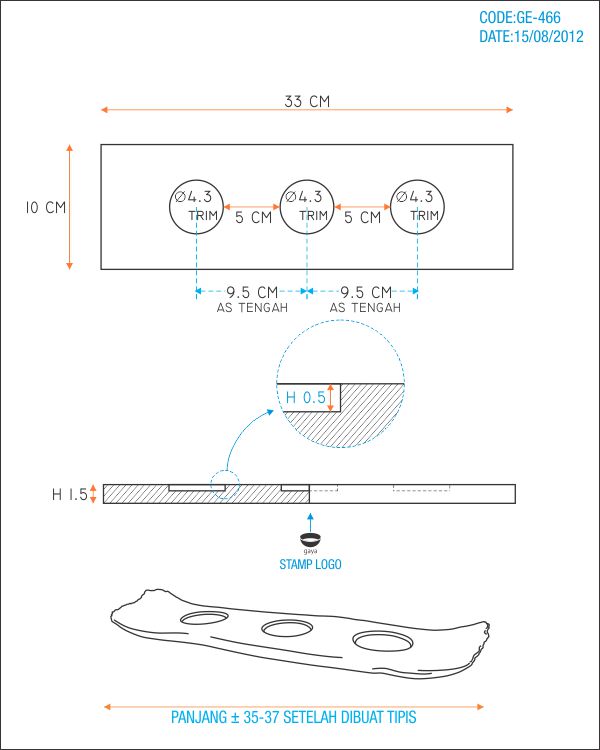 CODE:GE-466
DATE:15/08/2012
33 CM
10 CM
Ø4.3 TRIM
5 CM
Ø4.3 TRIM
5 CM
Ø4.3 TRIM
9.5 CM
AS TENGAH
9.5 CM
AS TENGAH
H 0.5
H 1.5
gaya
STAMP LOGO
PANJANG ± 35-37 SETELAH DIBUAT TIPIS